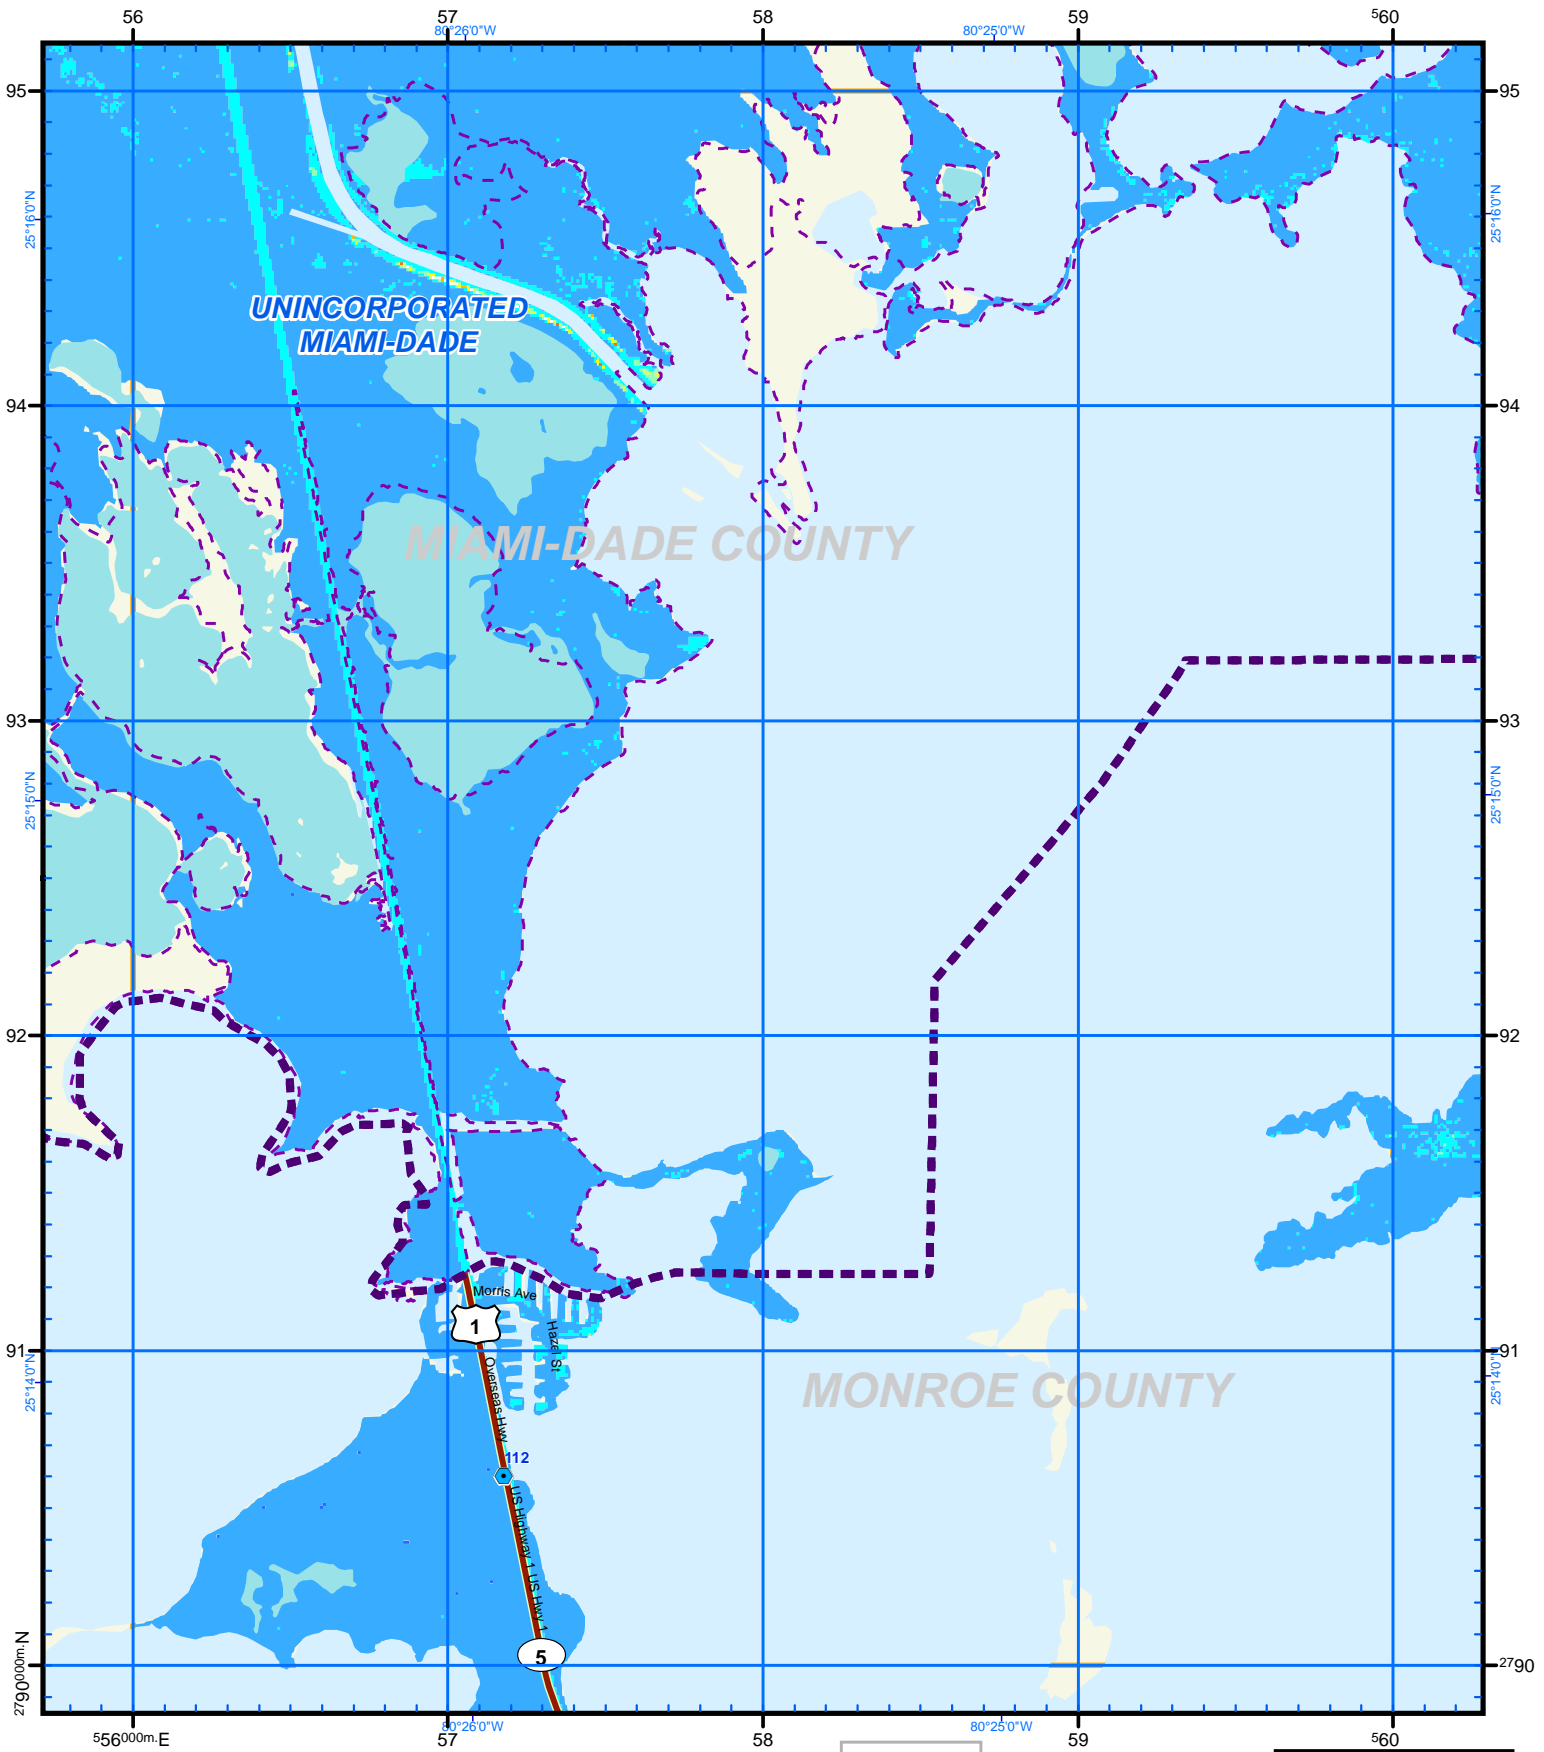 56 57 58 59 560
80°26'0"W 80°25'0"W
95 95
25°16'0"N 25°16'0"N
UNINCORPORATED
MIAMI-DADE
94 94
MIAMI-DADE COUNTY
93 93
25°15'0"N 25°15'0"N
92 92
Morris Ave
1
Hazel St
91 91
Overseas Hwy
25°14'0"N 25°14'0"N
MONROE COUNTY
112
US Highway 1 US Hwy 1
5
2790000m.N 2790
80°26'0"W 80°25'0"W
556000m.E 57 58 59 560